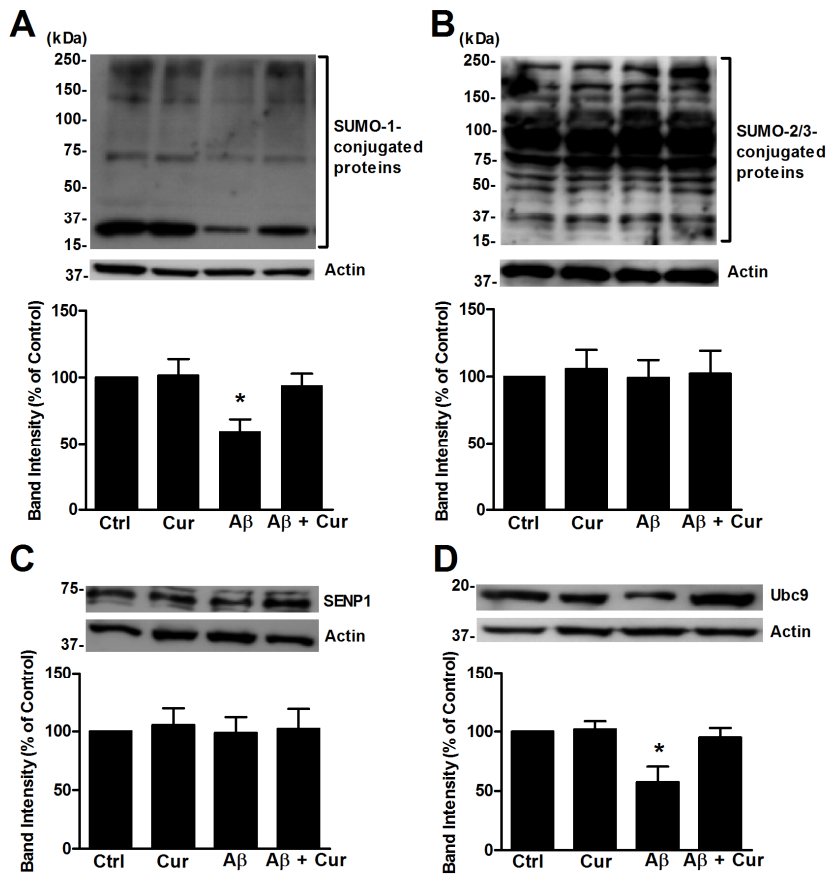 A
(kDa)
250-
150-
100-
75-
50-
37-
15-
SUMO-1-
conjugated
proteins
37-
Actin
Band Intensity (% of Control)
150
100
50
0
*
Ctrl Cur Aβ Aβ + Cur
B
(kDa)
250-
150-
100-
75-
50-
37-
15-
SUMO-2/3-
conjugated
proteins
37-
Actin
Band Intensity (% of Control)
150
100
50
0
Ctrl Cur Aβ Aβ + Cur
C
75-
SENP1
37-
Actin
Band Intensity (% of Control)
150
100
50
0
Ctrl Cur Aβ Aβ + Cur
D
20-
Ubc9
37-
Actin
Band Intensity (% of Control)
150
100
50
0
*
Ctrl Cur Aβ Aβ + Cur